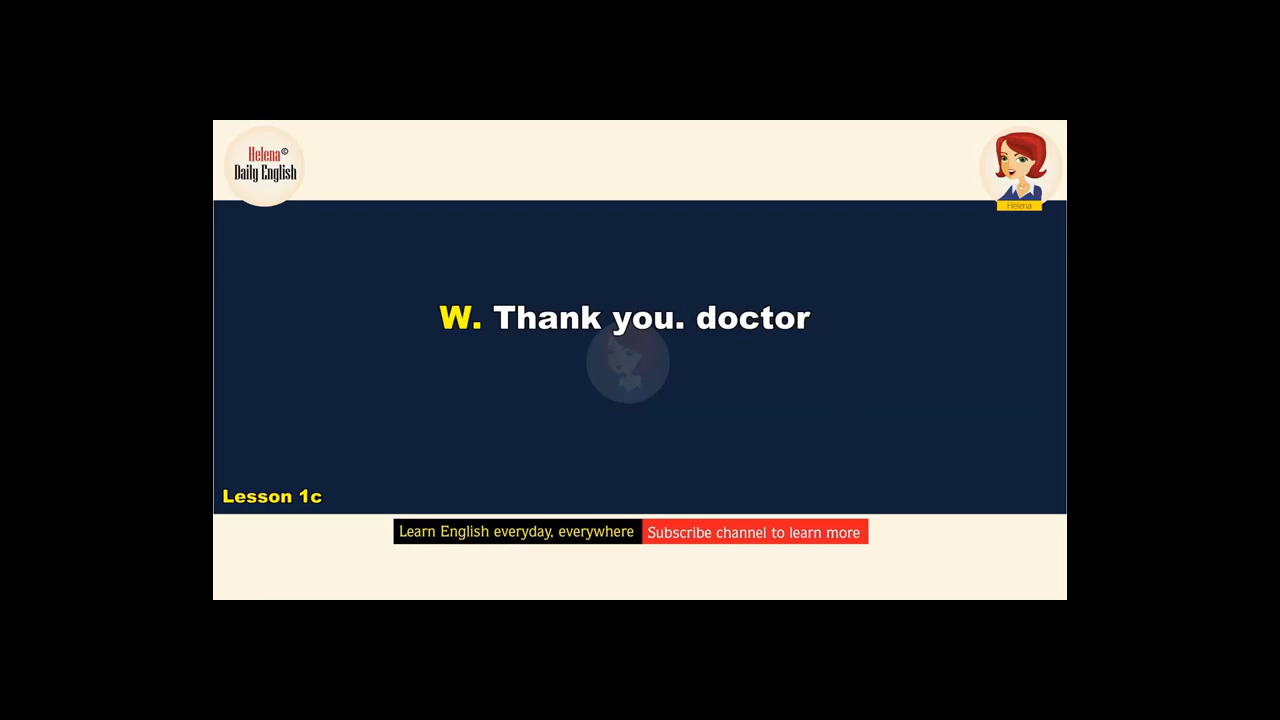 Helena©
Daily English
Helena
W. Thank you. doctor
Lesson 1c
Learn English everyday, everywhere
Subscribe channel to learn more